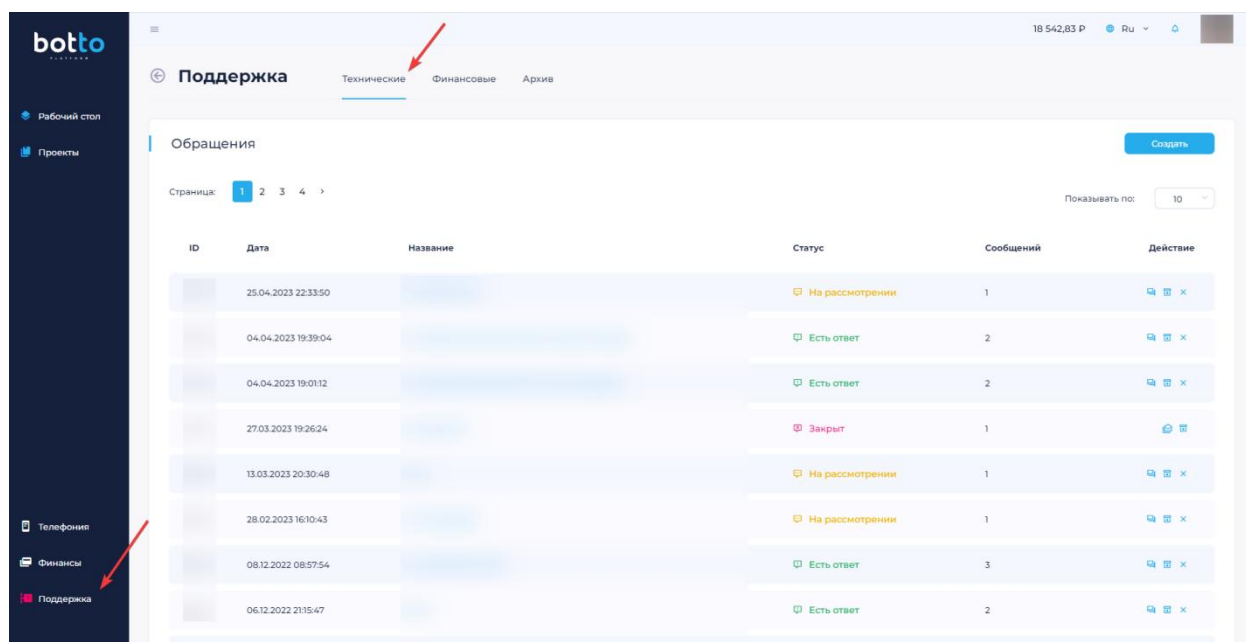 botto
PLATFORM
18 542,83 ₽ Ru
Поддержка Технические Финансовые Архив
Рабочий стол
Проекты
Обращения Создать
Страница: 1 2 3 4 > Показывать по: 10
ID Дата Название Статус Сообщений Действие
25.04.2023 22:33:50 На рассмотрении 1
04.04.2023 19:39:04 Есть ответ 2
04.04.2023 19:01:12 Есть ответ 2
27.03.2023 19:26:24 Закрыт 1
13.03.2023 20:30:48 На рассмотрении 1
28.02.2023 16:10:43 На рассмотрении 1
08.12.2022 08:57:54 Есть ответ 3
06.12.2022 21:15:47 Есть ответ 2
Телефония
Финансы
Поддержка